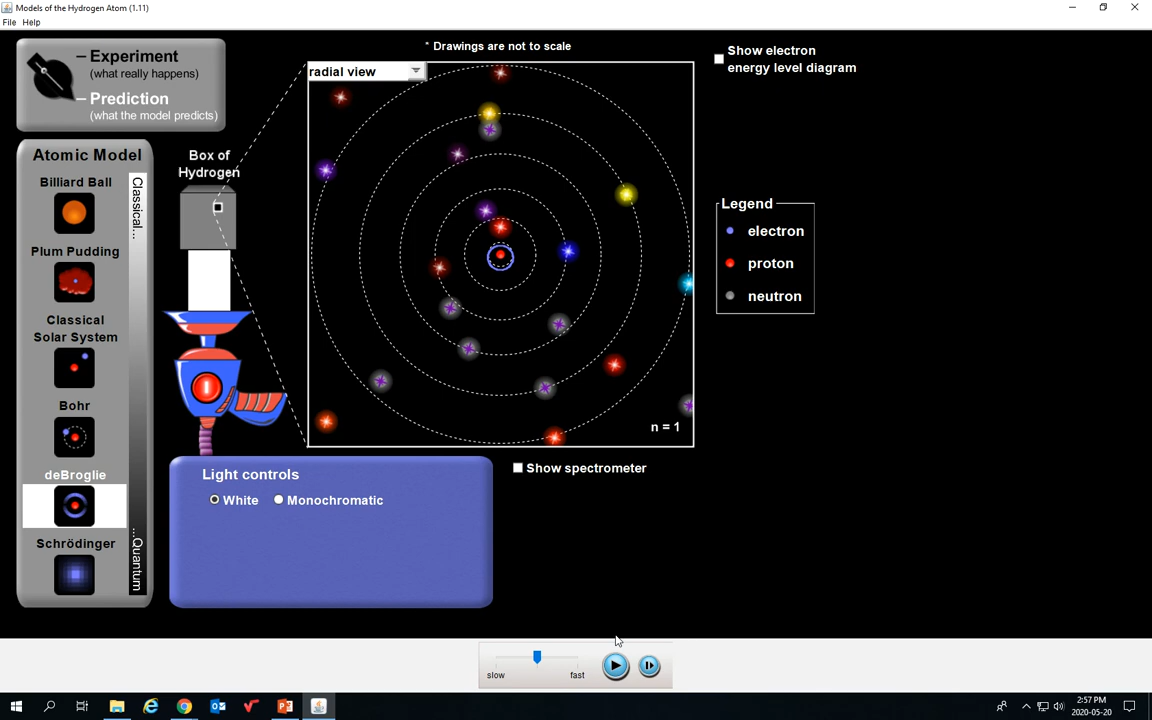 Models of the Hydrogen Atom (1.11)
File Help
Experiment
(what really happens)
Prediction
(what the model predicts)
* Drawings are not to scale
radial view
Show electron
energy level diagram
Atomic Model
Billiard Ball
Plum Pudding
Classical
Solar System
Bohr
deBroglie
Schrödinger
Classical...
...Quantum
Box of
Hydrogen
n = 1
Legend
electron
proton
neutron
Light controls
White Monochromatic
Show spectrometer
slow fast
2:57 PM
2020-05-20